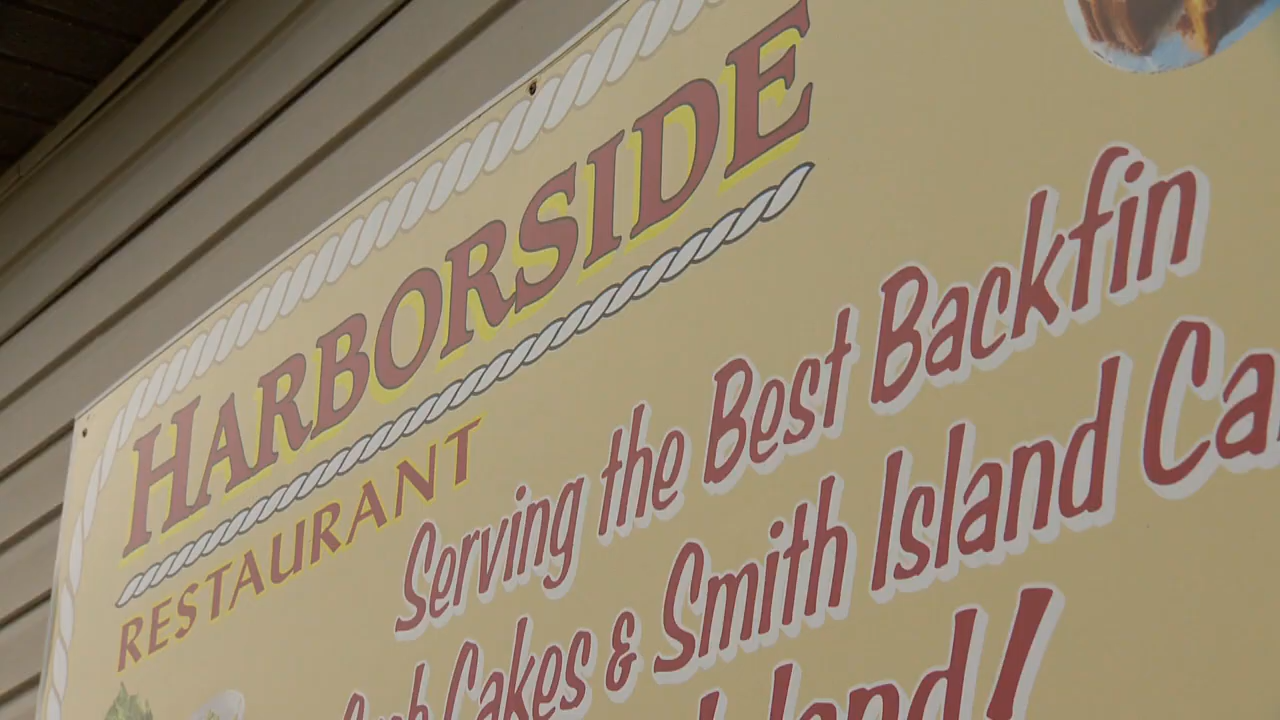 HARBORSIDE
RESTAURANT
Serving the Best Backfin
Cakes & Smith Island